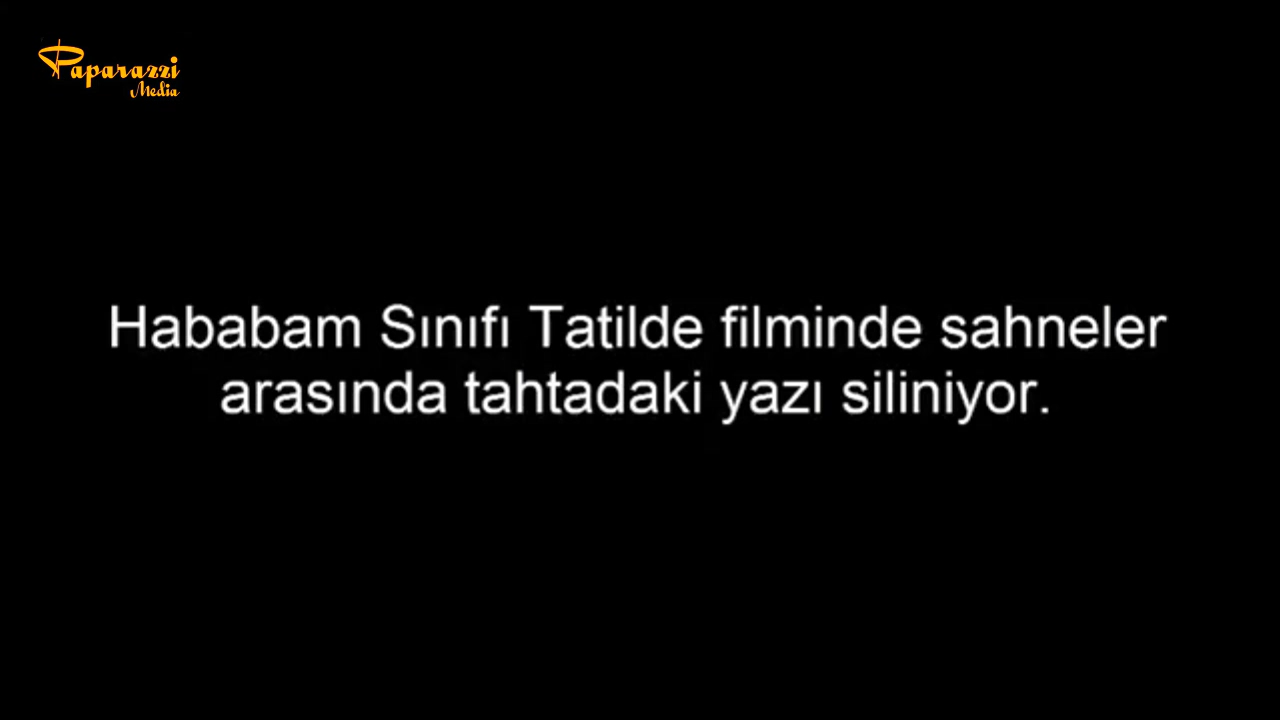 Paparazzi
Media
Hababam Sınıfı Tatilde filminde sahneler
arasında tahtadaki yazı siliniyor.